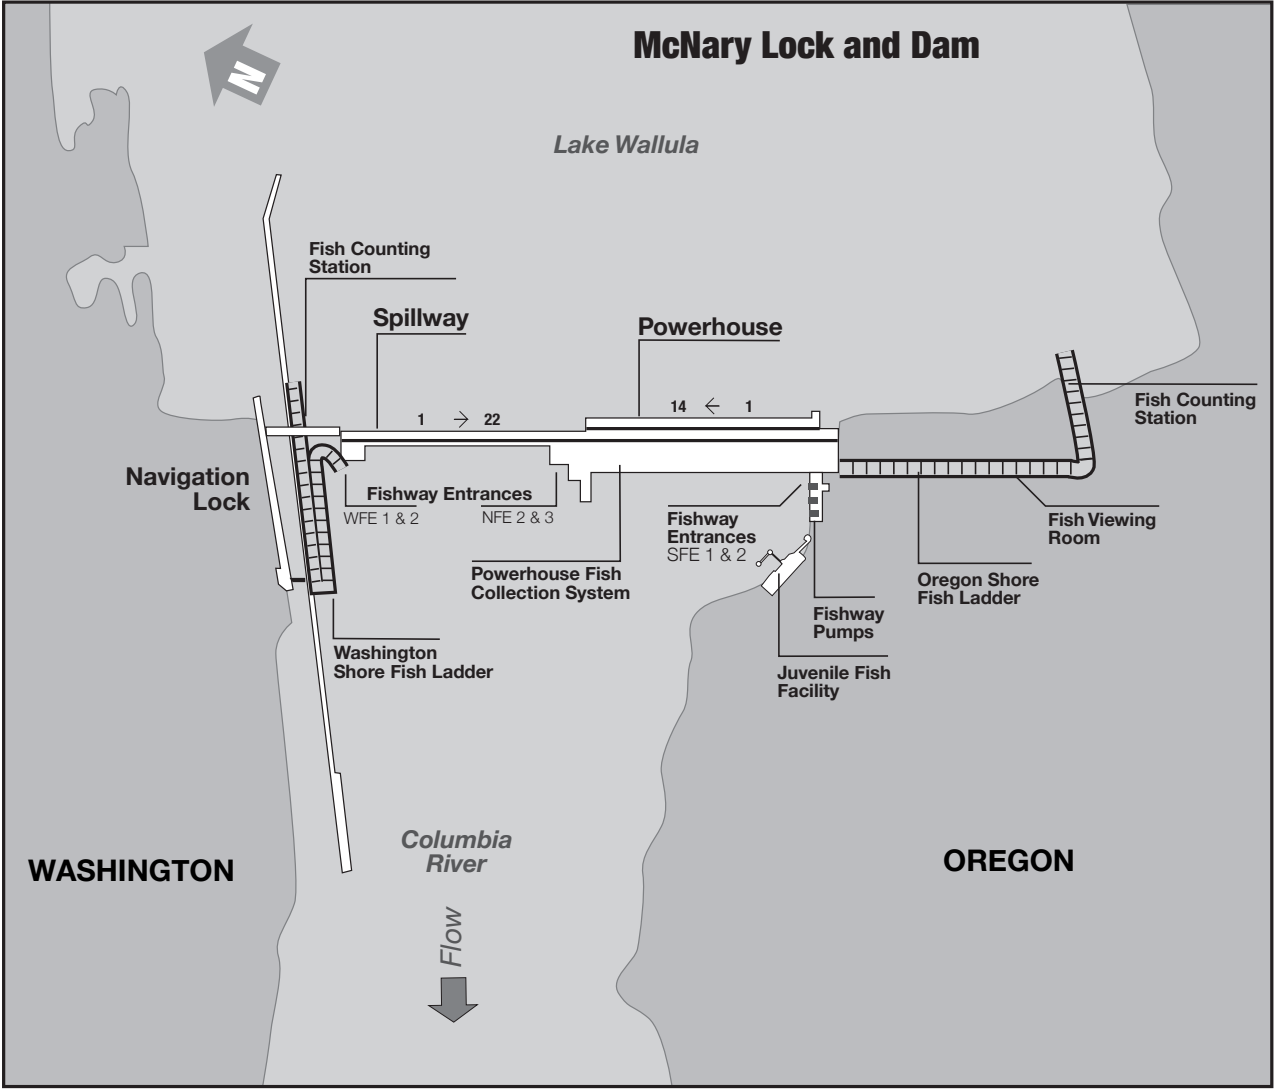 McNary Lock and Dam
N
Lake Wallula
Fish Counting
Station
Spillway
Powerhouse
1 → 22
14 ← 1
Fish Counting
Station
Navigation
Lock
Fishway Entrances
WFE 1 & 2
NFE 2 & 3
Fishway
Entrances
SFE 1 & 2
Fish Viewing
Room
Powerhouse Fish
Collection System
Oregon Shore
Fish Ladder
Fishway
Pumps
Washington
Shore Fish Ladder
Juvenile Fish
Facility
Columbia
River
WASHINGTON
OREGON
Flow